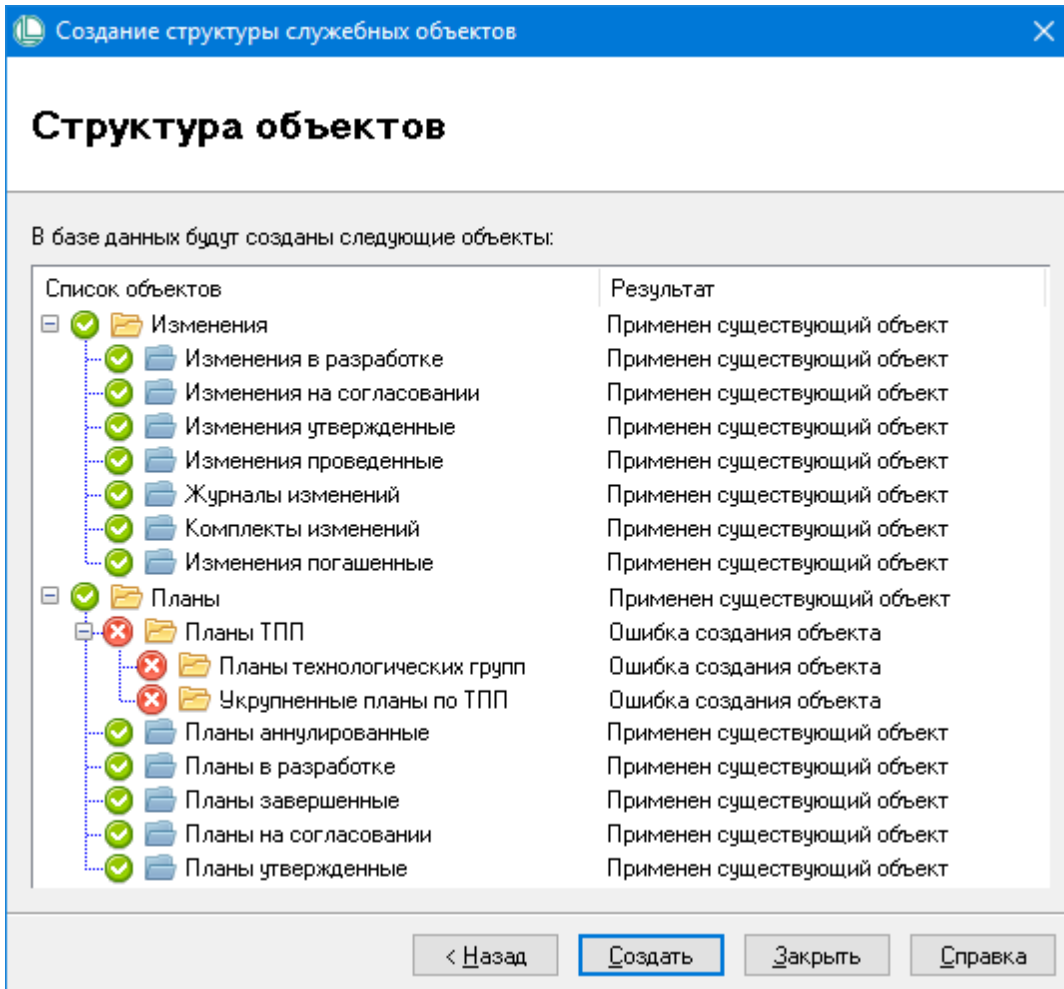 Создание структуры служебных объектов
Структура объектов
В базе данных будут созданы следующие объекты:
Список объектов Результат
Изменения Применен существующий объект
Изменения в разработке Применен существующий объект
Изменения на согласовании Применен существующий объект
Изменения утвержденные Применен существующий объект
Изменения проведенные Применен существующий объект
Журналы изменений Применен существующий объект
Комплекты изменений Применен существующий объект
Изменения погашенные Применен существующий объект
Планы Применен существующий объект
Планы ТПП Ошибка создания объекта
Планы технологических групп Ошибка создания объекта
Укрупненные планы по ТПП Ошибка создания объекта
Планы аннулированные Применен существующий объект
Планы в разработке Применен существующий объект
Планы завершенные Применен существующий объект
Планы на согласовании Применен существующий объект
Планы утвержденные Применен существующий объект
< Назад Создать Закрыть Справка